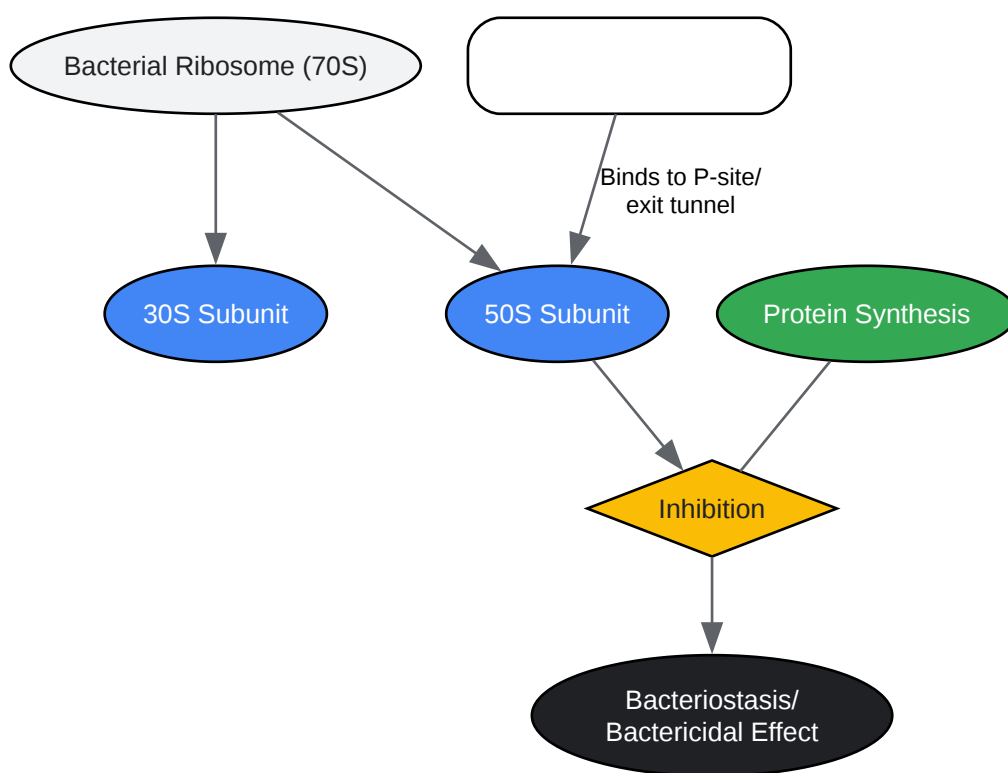 Bacterial Ribosome (70S)
Binds to P-site/
exit tunnel
30S Subunit
50S Subunit
Protein Synthesis
Inhibition
Bacteriostasis/
Bactericidal Effect